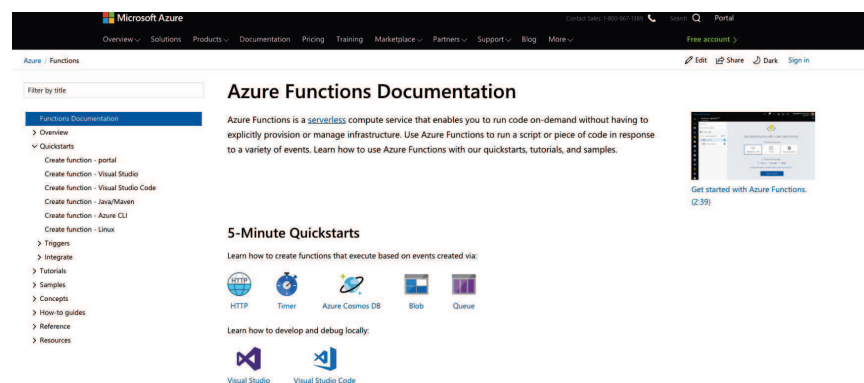 Microsoft Azure
Contact Sales: 1-800-867-1389
Search
Portal
Overview
Solutions
Products
Documentation
Pricing
Training
Marketplace
Partners
Support
Blog
More
Free account >
Azure / Functions
Edit
Share
Dark
Sign in
Filter by title
Functions Documentation
Overview
Quickstarts
Create function - portal
Create function - Visual Studio
Create function - Visual Studio Code
Create function - Java/Maven
Create function - Azure CLI
Create function - Linux
Triggers
Integrate
Tutorials
Samples
Concepts
How-to guides
Reference
Resources
Azure Functions Documentation
Azure Functions is a serverless compute service that enables you to run code on-demand without having to
explicitly provision or manage infrastructure. Use Azure Functions to run a script or piece of code in response
to a variety of events. Learn how to use Azure Functions with our quickstarts, tutorials, and samples.
Get started with Azure Functions.
(2:39)
5-Minute Quickstarts
Learn how to create functions that execute based on events created via:
HTTP
HTTP
Timer
Azure Cosmos DB
Blob
Queue
Learn how to develop and debug locally:
Visual Studio
Visual Studio Code